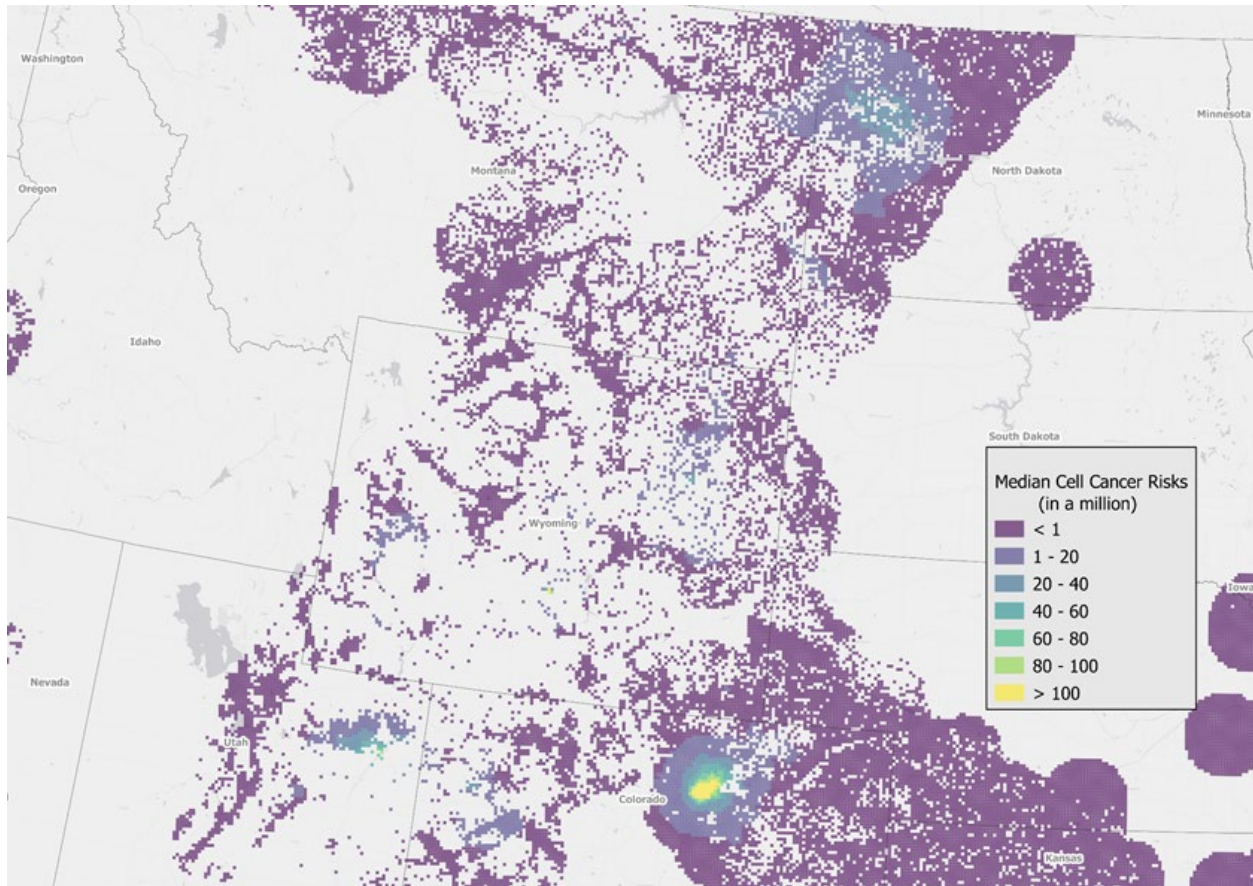 Washington
Minnesota
Montana
North Dakota
Oregon
Idaho
South Dakota
Median Cell Cancer Risks
(in a million)
< 1
1 - 20
20 - 40
40 - 60
60 - 80
80 - 100
> 100
Wyoming
Iowa
Nevada
Utah
Colorado
Kansas